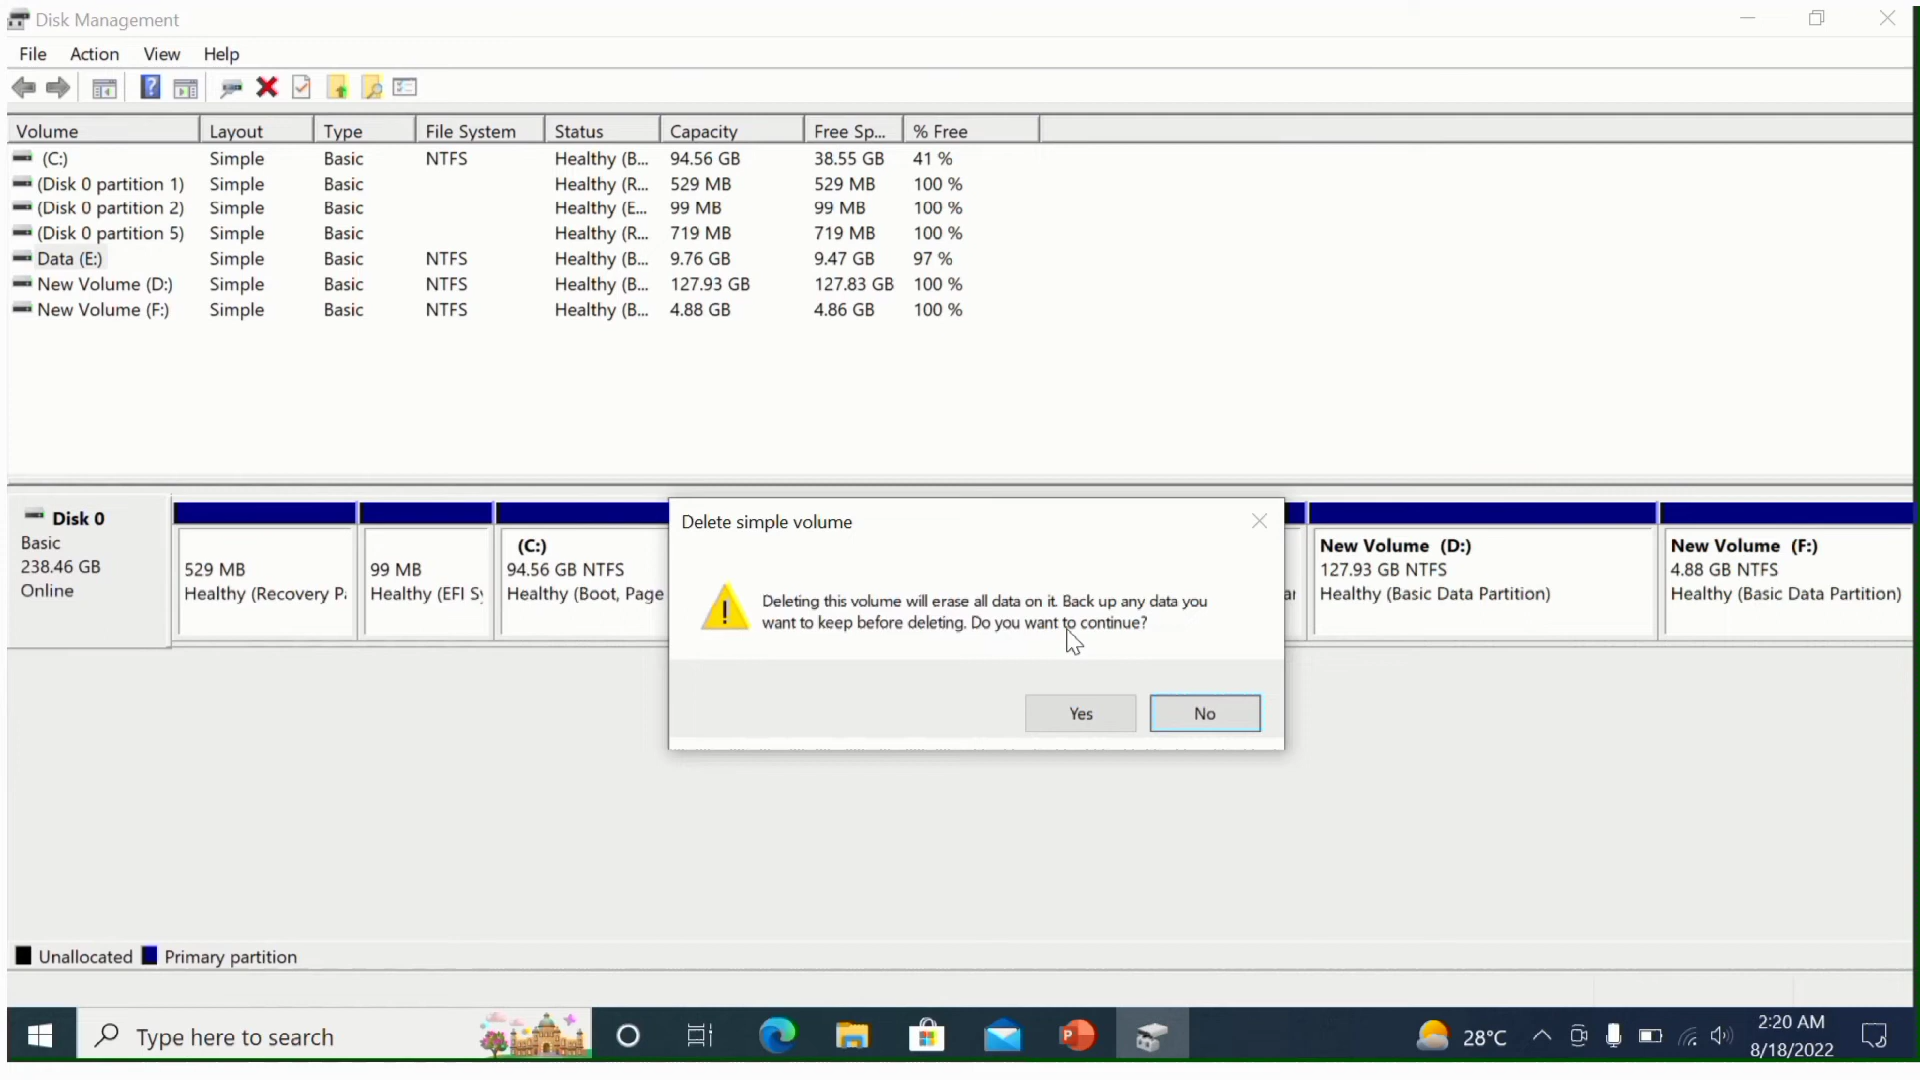 Disk Management
File Action View Help
Volume Layout Type File System Status Capacity Free Sp... % Free
(C:) Simple Basic NTFS Healthy (B... 94.56 GB 38.55 GB 41 %
(Disk 0 partition 1) Simple Basic Healthy (R... 529 MB 529 MB 100 %
(Disk 0 partition 2) Simple Basic Healthy (E... 99 MB 99 MB 100 %
(Disk 0 partition 5) Simple Basic Healthy (R... 719 MB 719 MB 100 %
Data (E:) Simple Basic NTFS Healthy (B... 9.76 GB 9.47 GB 97 %
New Volume (D:) Simple Basic NTFS Healthy (B... 127.93 GB 127.83 GB 100 %
New Volume (F:) Simple Basic NTFS Healthy (B... 4.88 GB 4.86 GB 100 %
Disk 0
Basic
238.46 GB
Online
529 MB
Healthy (Recovery P
99 MB
Healthy (EFI S
(C:)
94.56 GB NTFS
Healthy (Boot, Page
Delete simple volume
Deleting this volume will erase all data on it. Back up any data you
want to keep before deleting. Do you want to continue?
Yes No
New Volume (D:)
127.93 GB NTFS
Healthy (Basic Data Partition)
New Volume (F:)
4.88 GB NTFS
Healthy (Basic Data Partition)
Unallocated Primary partition
Type here to search
28°C
2:20 AM
8/18/2022